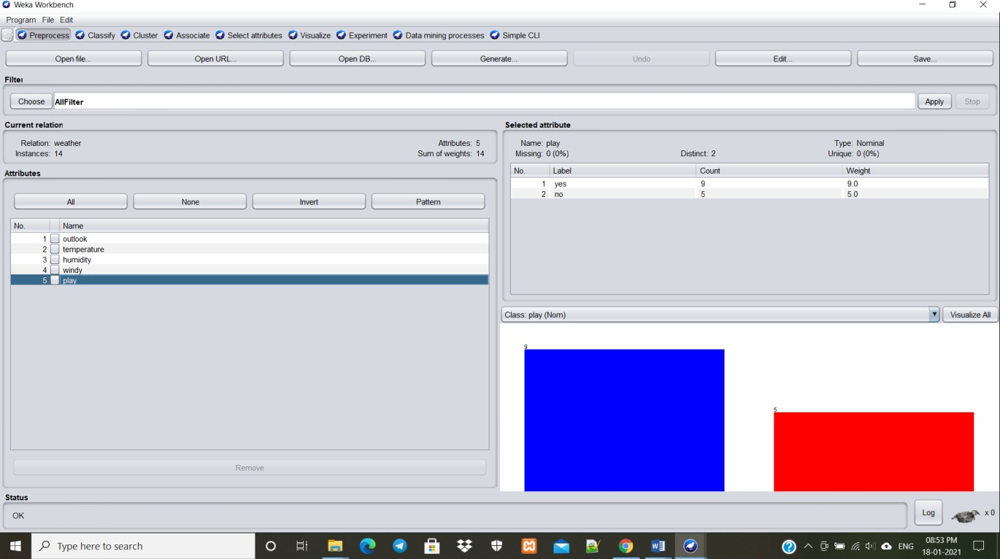 Weka Workbench
Program File Edit
Preprocess Classify Cluster Associate Select attributes Visualize Experiment Data mining processes Simple CLI
Open file... Open URL... Open DB... Generate... Undo Edit... Save...
Filter
Choose AllFilter Apply Stop
Current relation
Relation: weather Attributes: 5
Instances: 14 Sum of weights: 14
Attributes
All None Invert Pattern
No. Name
1 outlook
2 temperature
3 humidity
4 windy
5 play
Remove
Selected attribute
Name: play Type: Nominal
Missing: 0 (0%) Distinct: 2 Unique: 0 (0%)
No. Label Count Weight
1 yes 9 9.0
2 no 5 5.0
Class: play (Nom) Visualize All
9
5
Status
OK Log x 0
Type here to search
ENG 08:53 PM
18-01-2021